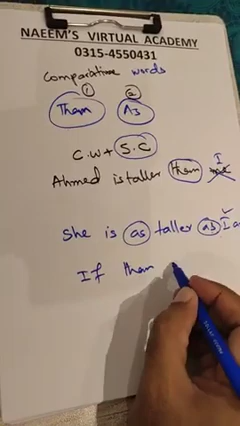 NAEEM's VIRTUAL ACADEMY
0315-4550431
Comparative words
① ②
Than As
C.W + S.C
I
Ahmed is taller than me
She is as taller as I a
If than